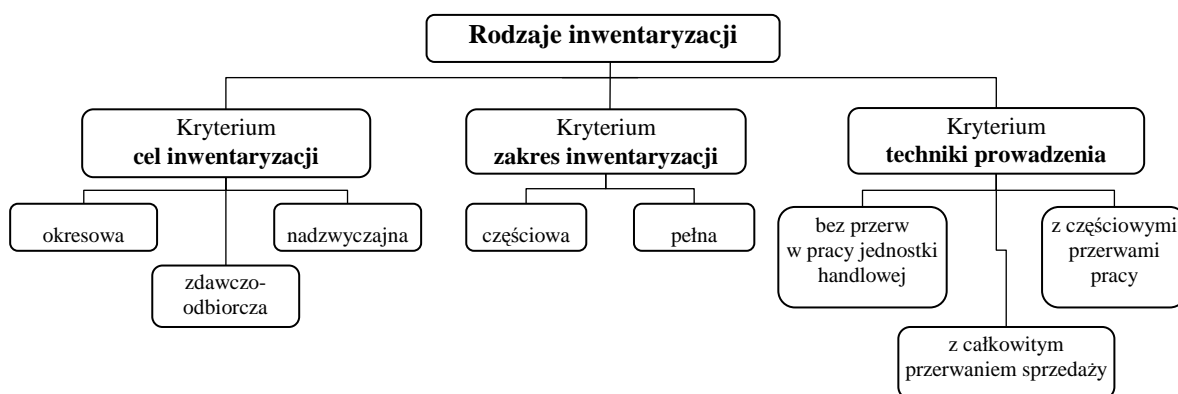 Rodzaje inwentaryzacji
Kryterium
cel inwentaryzacji
Kryterium
zakres inwentaryzacji
Kryterium
techniki prowadzenia
okresowa
zdawczo-
odbiorcza
nadzwyczajna
częściowa
pełna
bez przerw
w pracy jednostki
handlowej
z całkowitym
przerwaniem sprzedaży
z częściowymi
przerwami
pracy